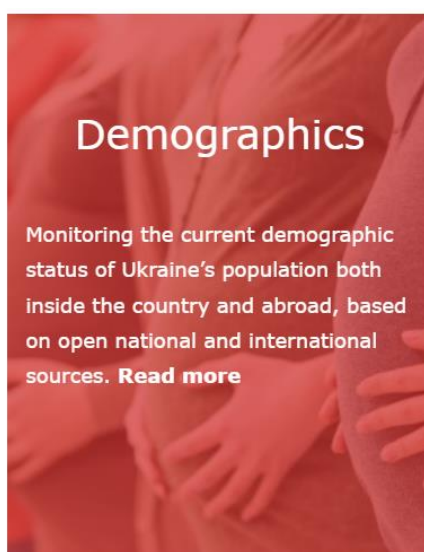 Demographics
Monitoring the current demographic
status of Ukraine’s population both
inside the country and abroad, based
on open national and international
sources. Read more